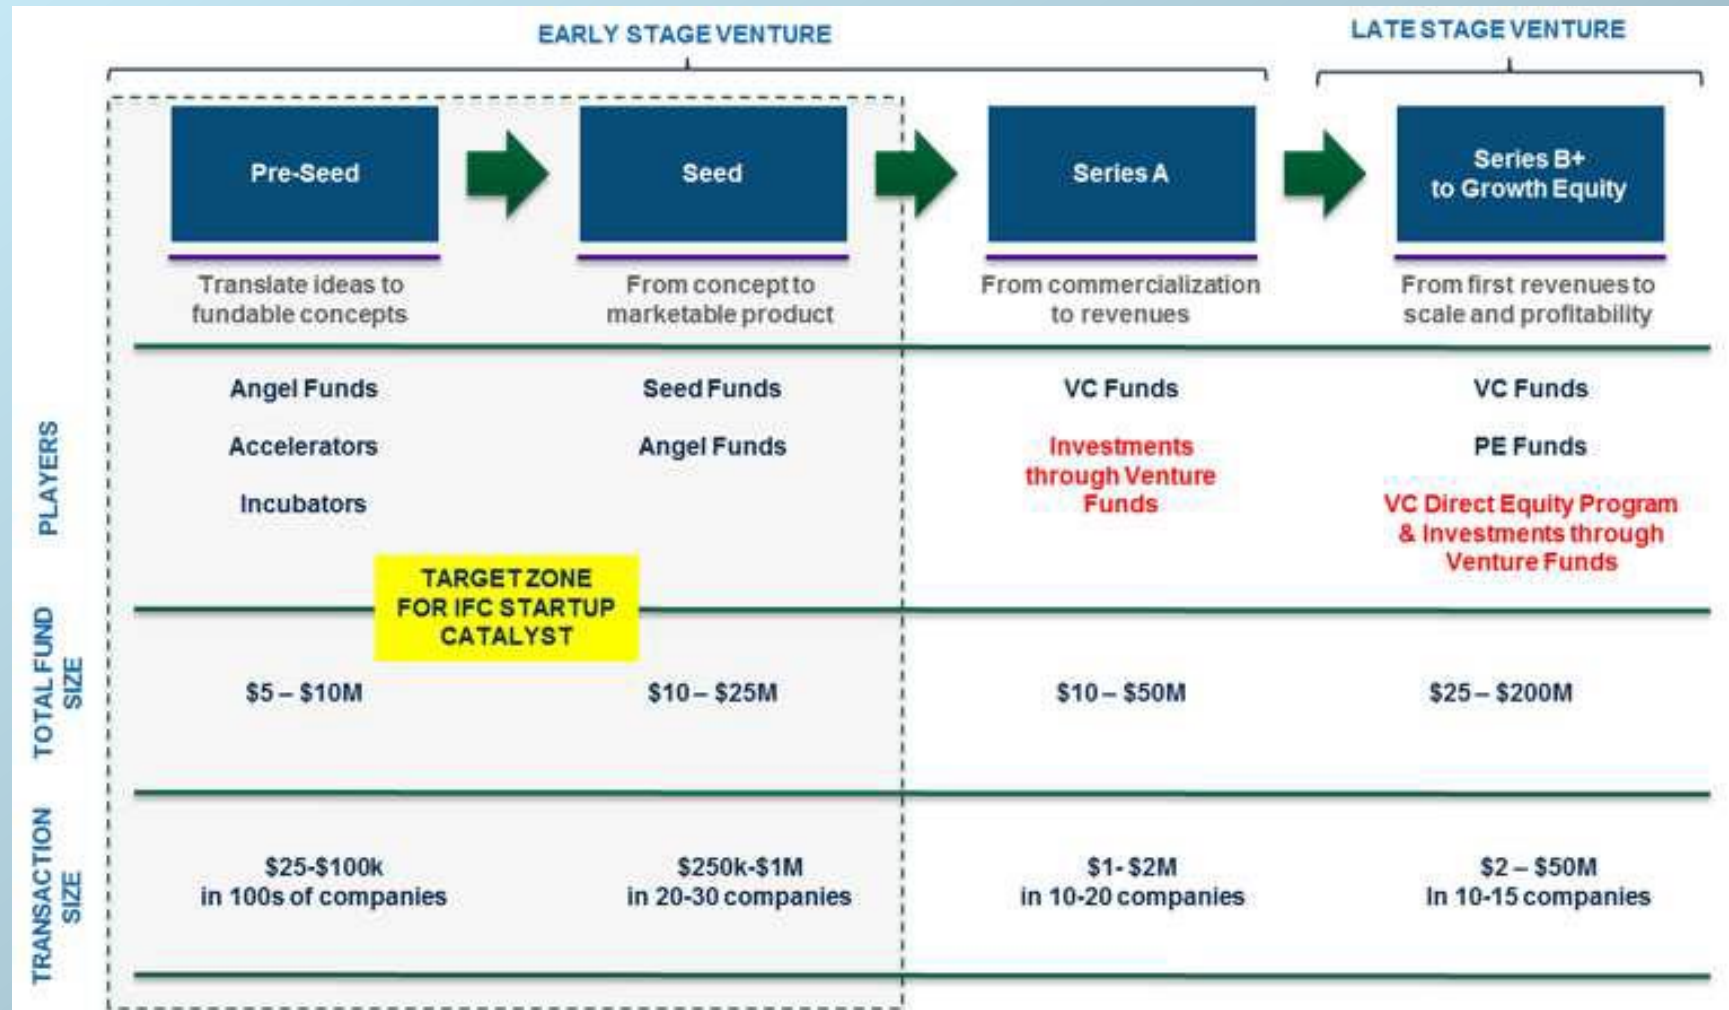 EARLY STAGE VENTURE
LATE STAGE VENTURE
Pre-Seed
Seed
Series A
Series B+
to Growth Equity
Translate ideas to
fundable concepts
From concept to
marketable product
From commercialization
to revenues
From first revenues to
scale and profitability
PLAYERS
Angel Funds
Accelerators
Incubators
Seed Funds
Angel Funds
VC Funds
Investments
through Venture
Funds
VC Funds
PE Funds
VC Direct Equity Program
& Investments through
Venture Funds
TARGET ZONE
FOR IFC STARTUP
CATALYST
TOTAL FUND
SIZE
$5 – $10M
$10 – $25M
$10 – $50M
$25 – $200M
TRANSACTION
SIZE
$25-$100k
in 100s of companies
$250k-$1M
in 20-30 companies
$1- $2M
in 10-20 companies
$2 – $50M
In 10-15 companies